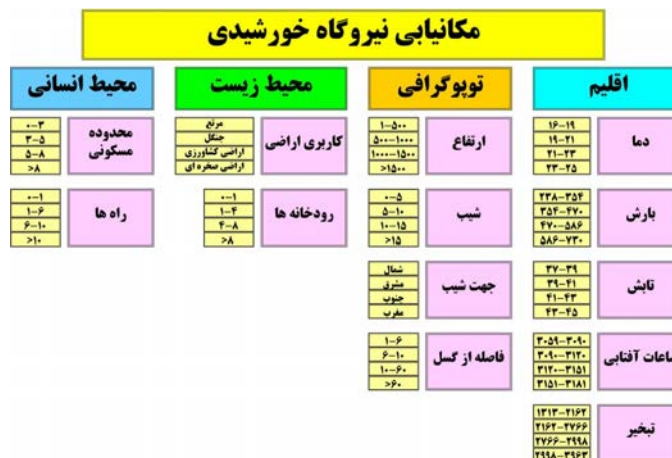 مکانیابی نیروگاه خورشیدی
اقلیم
دما
۱۶-۱۹
۱۹-۲۱
۲۱-۲۳
۲۳-۲۵
بارش
۲۳۸-۳۵۴
۳۵۴-۴۷۰
۴۷۰-۵۸۶
۵۸۶-۷۳۰
تابش
۳۷-۳۹
۳۹-۴۱
۴۱-۴۳
۴۳-۴۵
ساعات آفتابی
۳۰۵۹-۳۰۹۰
۳۰۹۰-۳۱۲۰
۳۱۲۰-۳۱۵۱
۳۱۵۱-۳۱۸۱
تبخیر
۱۳۱۳-۲۱۶۲
۲۱۶۲-۲۷۶۶
۲۷۶۶-۲۹۹۸
۲۹۹۸-۳۹۶۳
توپوگرافی
ارتفاع
۱-۵۰۰
۵۰۰-۱۰۰۰
۱۰۰۰-۱۵۰۰
>۱۵۰۰
شیب
۰-۵
۵-۱۰
۱۰-۱۵
>۱۵
جهت شیب
شمال
مشرق
جنوب
مغرب
فاصله از گسل
۱-۶
۶-۱۰
۱۰-۶۰
>۶۰
محیط زیست
کاربری اراضی
مرتع
جنگل
اراضی کشاورزی
اراضی صخره ای
رودخانه ها
۰-۱
۱-۴
۴-۸
>۸
محیط انسانی
محدوده
مسکونی
۰-۳
۳-۵
۵-۸
>۸
راه ها
۰-۱
۱-۶
۶-۱۰
>۱۰